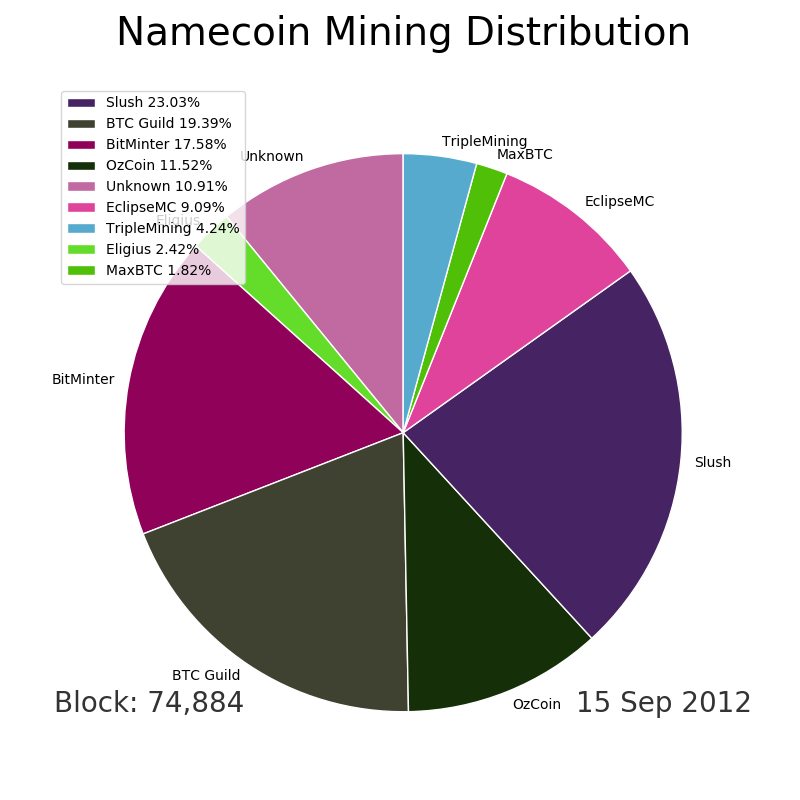 Namecoin Mining Distribution
Slush 23.03%
BTC Guild 19.39%
BitMinter 17.58%
OzCoin 11.52%
Unknown 10.91%
EclipseMC 9.09%
TripleMining 4.24%
Eligius 2.42%
MaxBTC 1.82%
TripleMining
MaxBTC
EclipseMC
Slush
OzCoin
BTC Guild
BitMinter
Eligius
Unknown
Block: 74,884
15 Sep 2012